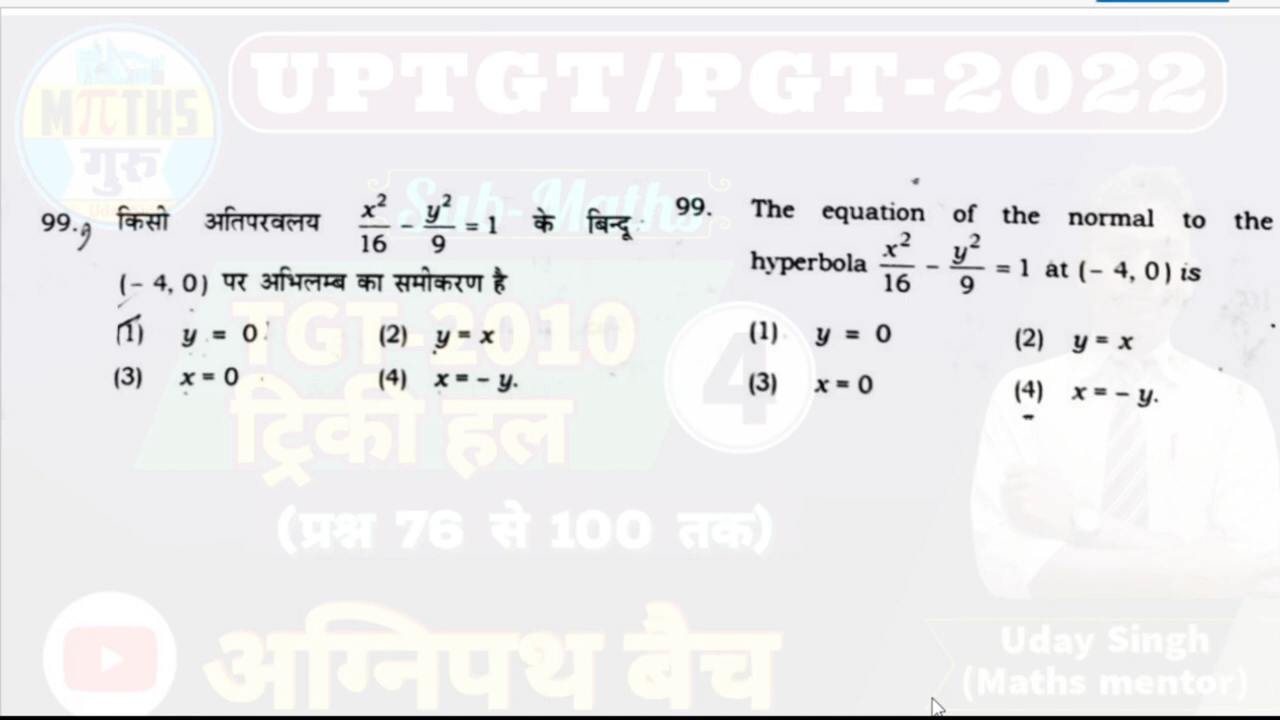 MπTHS
गुरु
UPTGT/PGT-2022
Sub-Maths
99. किसी अतिपरवलय x²/16 - y²/9 = 1 के बिन्दू
(- 4, 0) पर अभिलम्ब का समीकरण है
(1) y = 0 (2) y = x
(3) x = 0 (4) x = - y.
99. The equation of the normal to the
hyperbola x²/16 - y²/9 = 1 at (- 4, 0) is
(1) y = 0 (2) y = x
(3) x = 0 (4) x = - y.
TGT-2010
ट्रिकी हल
4
(प्रश्न 76 से 100 तक)
अग्निपथ बैच
Uday Singh
(Maths mentor)